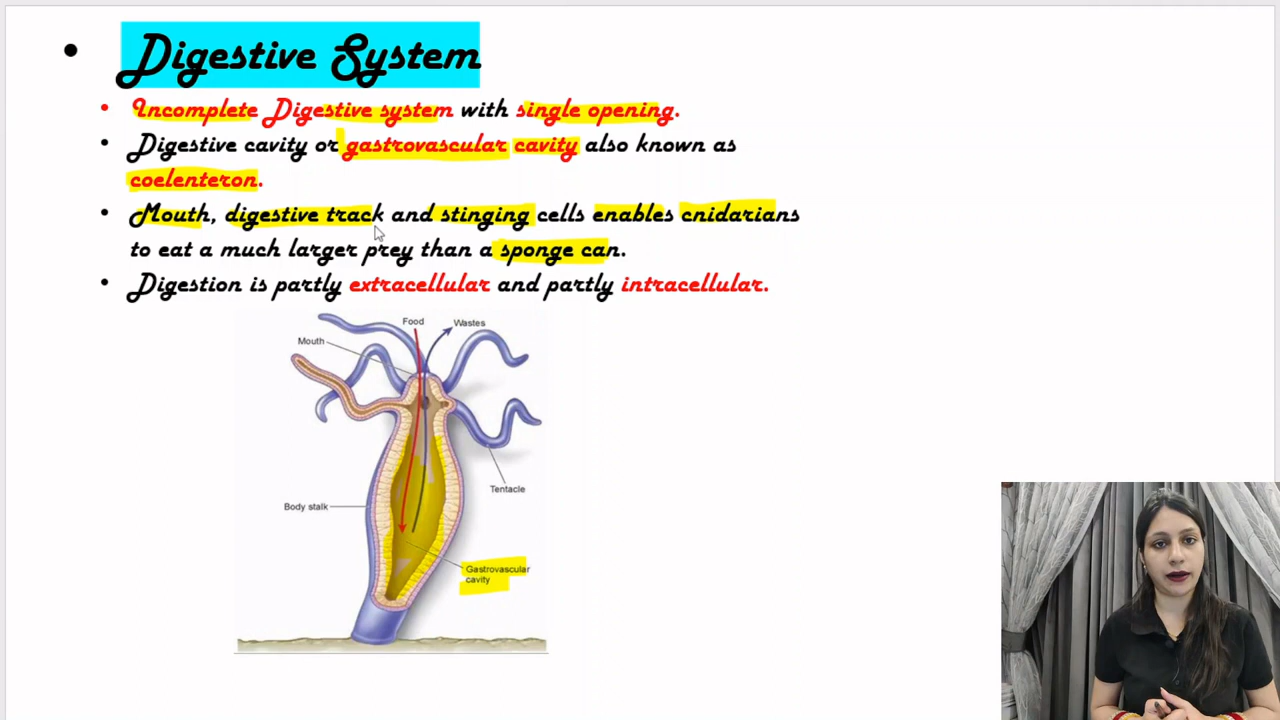 Digestive System
Incomplete Digestive system with single opening.
Digestive cavity or gastrovascular cavity also known as
coelenteron.
Mouth, digestive track and stinging cells enables cnidarians
to eat a much larger prey than a sponge can.
Digestion is partly extracellular and partly intracellular.
Food
Wastes
Mouth
Tentacle
Body stalk
Gastrovascular
cavity